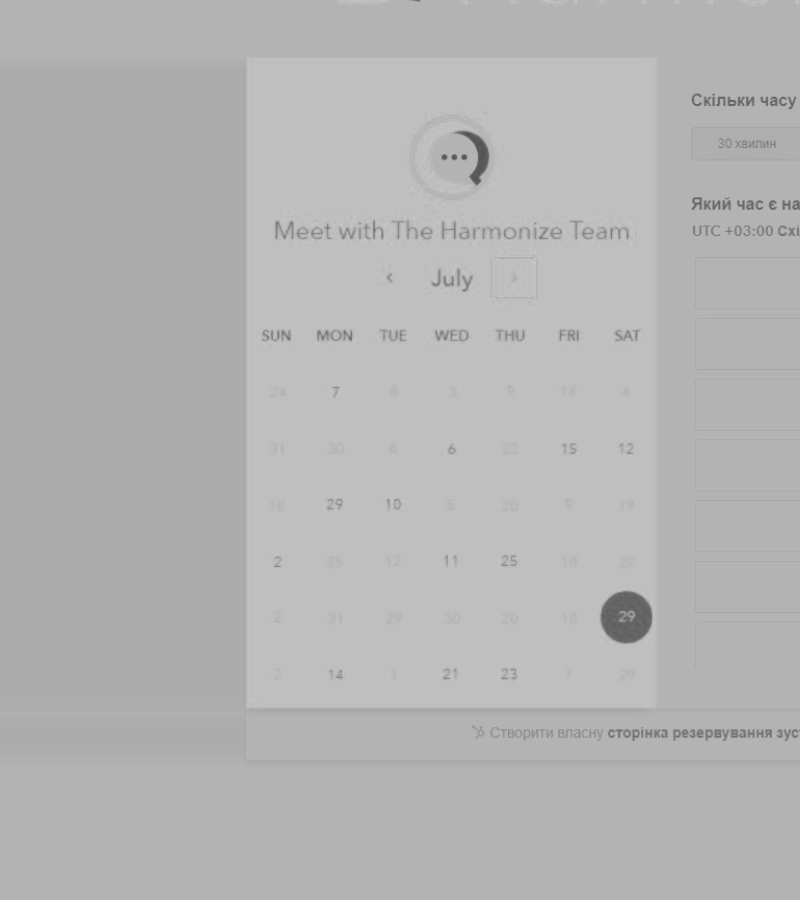 Meet with The Harmonize Team
July
SUN MON TUE WED THU FRI SAT
24 7 8 3 9 14 4
31 30 6 6 22 15 12
18 29 10 5 20 9 19
2 25 12 11 25 10 22
2 31 29 30 20 10 29
2 14 1 21 23 7 29
Скільки часу
30 хвилин
Який час є на
UTC +03:00 Схі
Створити власну сторінка резервування зус